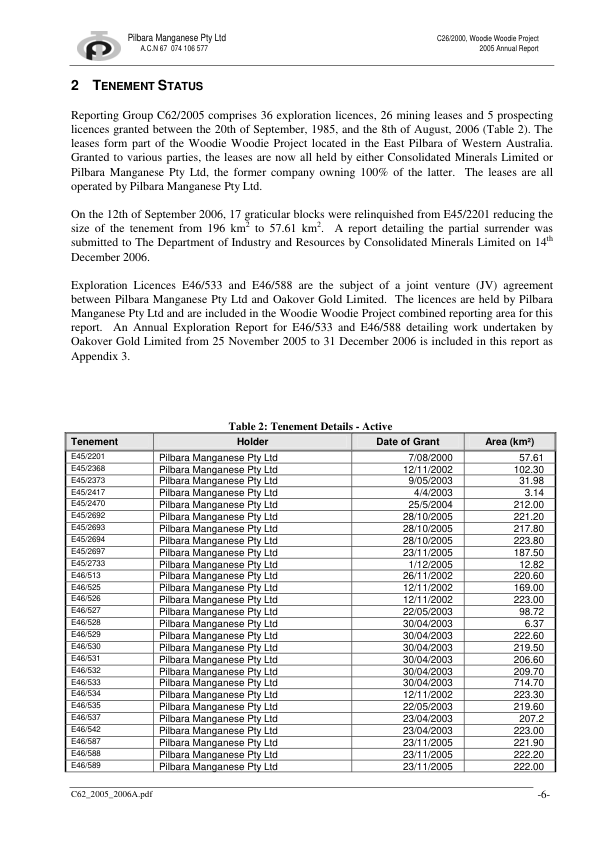 Pilbara Manganese Pty Ltd
A.C.N 67 074 106 577
C26/2000, Woodie Woodie Project
2005 Annual Report
2 TENEMENT STATUS
Reporting Group C62/2005 comprises 36 exploration licences, 26 mining leases and 5 prospecting
licences granted between the 20th of September, 1985, and the 8th of August, 2006 (Table 2). The
leases form part of the Woodie Woodie Project located in the East Pilbara of Western Australia.
Granted to various parties, the leases are now all held by either Consolidated Minerals Limited or
Pilbara Manganese Pty Ltd, the former company owning 100% of the latter. The leases are all
operated by Pilbara Manganese Pty Ltd.
On the 12th of September 2006, 17 graticular blocks were relinquished from E45/2201 reducing the
size of the tenement from 196 km² to 57.61 km². A report detailing the partial surrender was
submitted to The Department of Industry and Resources by Consolidated Minerals Limited on 14th
December 2006.
Exploration Licences E46/533 and E46/588 are the subject of a joint venture (JV) agreement
between Pilbara Manganese Pty Ltd and Oakover Gold Limited. The licences are held by Pilbara
Manganese Pty Ltd and are included in the Woodie Woodie Project combined reporting area for this
report. An Annual Exploration Report for E46/533 and E46/588 detailing work undertaken by
Oakover Gold Limited from 25 November 2005 to 31 December 2006 is included in this report as
Appendix 3.
Table 2: Tenement Details - Active
Tenement Holder Date of Grant Area (km²)
E45/2201 Pilbara Manganese Pty Ltd 7/08/2000 57.61
E45/2368 Pilbara Manganese Pty Ltd 12/11/2002 102.30
E45/2373 Pilbara Manganese Pty Ltd 9/05/2003 31.98
E45/2417 Pilbara Manganese Pty Ltd 4/4/2003 3.14
E45/2470 Pilbara Manganese Pty Ltd 25/5/2004 212.00
E45/2692 Pilbara Manganese Pty Ltd 28/10/2005 221.20
E45/2693 Pilbara Manganese Pty Ltd 28/10/2005 217.80
E45/2694 Pilbara Manganese Pty Ltd 28/10/2005 223.80
E45/2697 Pilbara Manganese Pty Ltd 23/11/2005 187.50
E45/2733 Pilbara Manganese Pty Ltd 1/12/2005 12.82
E46/513 Pilbara Manganese Pty Ltd 26/11/2002 220.60
E46/525 Pilbara Manganese Pty Ltd 12/11/2002 169.00
E46/526 Pilbara Manganese Pty Ltd 12/11/2002 223.00
E46/527 Pilbara Manganese Pty Ltd 22/05/2003 98.72
E46/528 Pilbara Manganese Pty Ltd 30/04/2003 6.37
E46/529 Pilbara Manganese Pty Ltd 30/04/2003 222.60
E46/530 Pilbara Manganese Pty Ltd 30/04/2003 219.50
E46/531 Pilbara Manganese Pty Ltd 30/04/2003 206.60
E46/532 Pilbara Manganese Pty Ltd 30/04/2003 209.70
E46/533 Pilbara Manganese Pty Ltd 30/04/2003 714.70
E46/534 Pilbara Manganese Pty Ltd 12/11/2002 223.30
E46/535 Pilbara Manganese Pty Ltd 22/05/2003 219.60
E46/537 Pilbara Manganese Pty Ltd 23/04/2003 207.2
E46/542 Pilbara Manganese Pty Ltd 23/04/2003 223.00
E46/587 Pilbara Manganese Pty Ltd 23/11/2005 221.90
E46/588 Pilbara Manganese Pty Ltd 23/11/2005 222.20
E46/589 Pilbara Manganese Pty Ltd 23/11/2005 222.00
C62_2005_2006A.pdf -6-